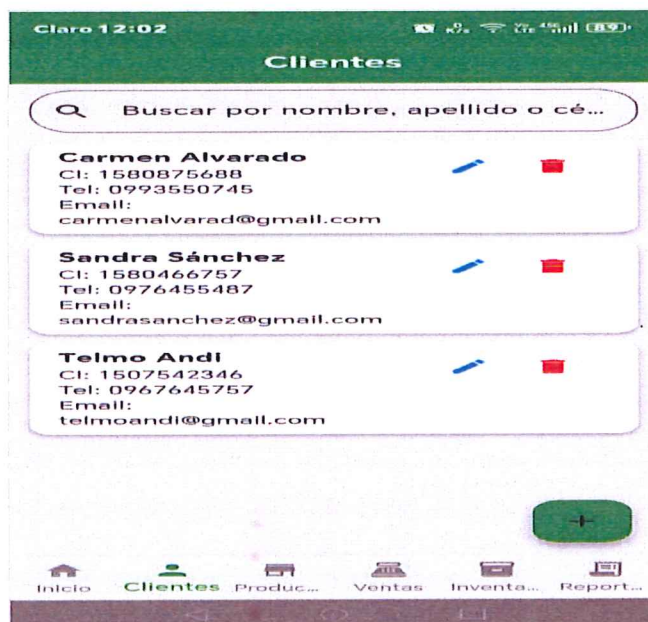 Claro 12:02
Clientes
Buscar por nombre, apellido o cé...
Carmen Alvarado
CI: 1580875688
Tel: 0993550745
Email:
carmenalvarad@gmail.com
Sandra Sánchez
CI: 1580466757
Tel: 0976455487
Email:
sandrasanchez@gmail.com
Telmo Andi
CI: 1507542346
Tel: 0967645757
Email:
telmoandi@gmail.com
+
Inicio Clientes Produc... Ventas Inventa... Report...